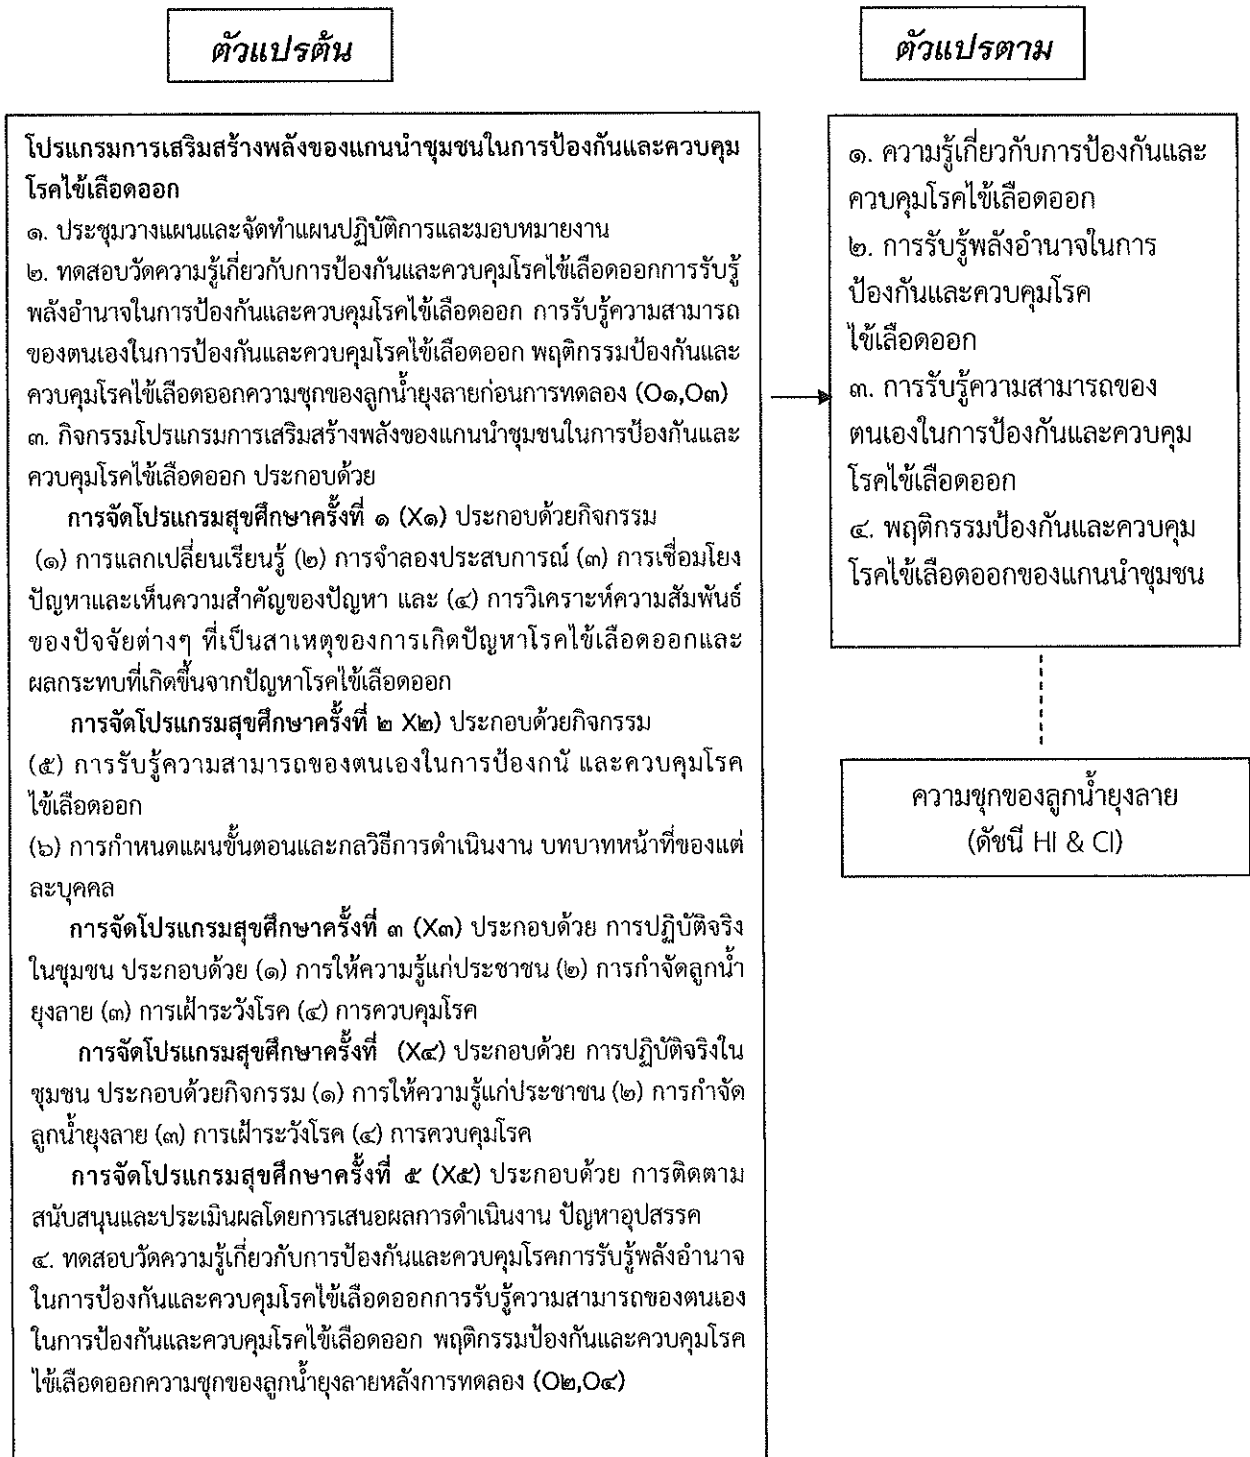 ตัวแปรต้น
โปรแกรมการเสริมสร้างพลังของแกนนำชุมชนในการป้องกันและควบคุม
โรคไข้เลือดออก
๑. ประชุมวางแผนและจัดทำแผนปฏิบัติการและมอบหมายงาน
๒. ทดสอบวัดความรู้เกี่ยวกับการป้องกันและควบคุมโรคไข้เลือดออกการรับรู้
พลังอำนาจในการป้องกันและควบคุมโรคไข้เลือดออก การรับรู้ความสามารถ
ของตนเองในการป้องกันและควบคุมโรคไข้เลือดออก พฤติกรรมป้องกันและ
ควบคุมโรคไข้เลือดออกความชุกของลูกน้ำยุงลายก่อนการทดลอง (O๑,O๓)
๓. กิจกรรมโปรแกรมการเสริมสร้างพลังของแกนนำชุมชนในการป้องกันและ
ควบคุมโรคไข้เลือดออก ประกอบด้วย
การจัดโปรแกรมสุขศึกษาครั้งที่ ๑ (X๑) ประกอบด้วยกิจกรรม
(๑) การแลกเปลี่ยนเรียนรู้ (๒) การจำลองประสบการณ์ (๓) การเชื่อมโยง
ปัญหาและเห็นความสำคัญของปัญหา และ (๔) การวิเคราะห์ความสัมพันธ์
ของปัจจัยต่างๆ ที่เป็นสาเหตุของการเกิดปัญหาโรคไข้เลือดออกและ
ผลกระทบที่เกิดขึ้นจากปัญหาโรคไข้เลือดออก
การจัดโปรแกรมสุขศึกษาครั้งที่ ๒ X๒) ประกอบด้วยกิจกรรม
(๕) การรับรู้ความสามารถของตนเองในการป้องกนั และควบคุมโรค
ไข้เลือดออก
(๖) การกำหนดแผนขั้นตอนและกลวิธีการดำเนินงาน บทบาทหน้าที่ของแต่
ละบุคคล
การจัดโปรแกรมสุขศึกษาครั้งที่ ๓ (X๓) ประกอบด้วย การปฏิบัติจริง
ในชุมชน ประกอบด้วย (๑) การให้ความรู้แก่ประชาชน (๒) การกำจัดลูกน้ำ
ยุงลาย (๓) การเฝ้าระวังโรค (๔) การควบคุมโรค
การจัดโปรแกรมสุขศึกษาครั้งที่ (X๔) ประกอบด้วย การปฏิบัติจริงใน
ชุมชน ประกอบด้วยกิจกรรม (๑) การให้ความรู้แก่ประชาชน (๒) การกำจัด
ลูกน้ำยุงลาย (๓) การเฝ้าระวังโรค (๔) การควบคุมโรค
การจัดโปรแกรมสุขศึกษาครั้งที่ ๕ (X๕) ประกอบด้วย การติดตาม
สนับสนุนและประเมินผลโดยการเสนอผลการดำเนินงาน ปัญหาอุปสรรค
๔. ทดสอบวัดความรู้เกี่ยวกับการป้องกันและควบคุมโรคการรับรู้พลังอำนาจ
ในการป้องกันและควบคุมโรคไข้เลือดออกการรับรู้ความสามารถของตนเอง
ในการป้องกันและควบคุมโรคไข้เลือดออก พฤติกรรมป้องกันและควบคุมโรค
ไข้เลือดออกความชุกของลูกน้ำยุงลายหลังการทดลอง (O๒,O๔)
ตัวแปรตาม
๑. ความรู้เกี่ยวกับการป้องกันและ
ควบคุมโรคไข้เลือดออก
๒. การรับรู้พลังอำนาจในการ
ป้องกันและควบคุมโรค
ไข้เลือดออก
๓. การรับรู้ความสามารถของ
ตนเองในการป้องกันและควบคุม
โรคไข้เลือดออก
๔. พฤติกรรมป้องกันและควบคุม
โรคไข้เลือดออกของแกนนำชุมชน
ความชุกของลูกน้ำยุงลาย
(ดัชนี HI & CI)